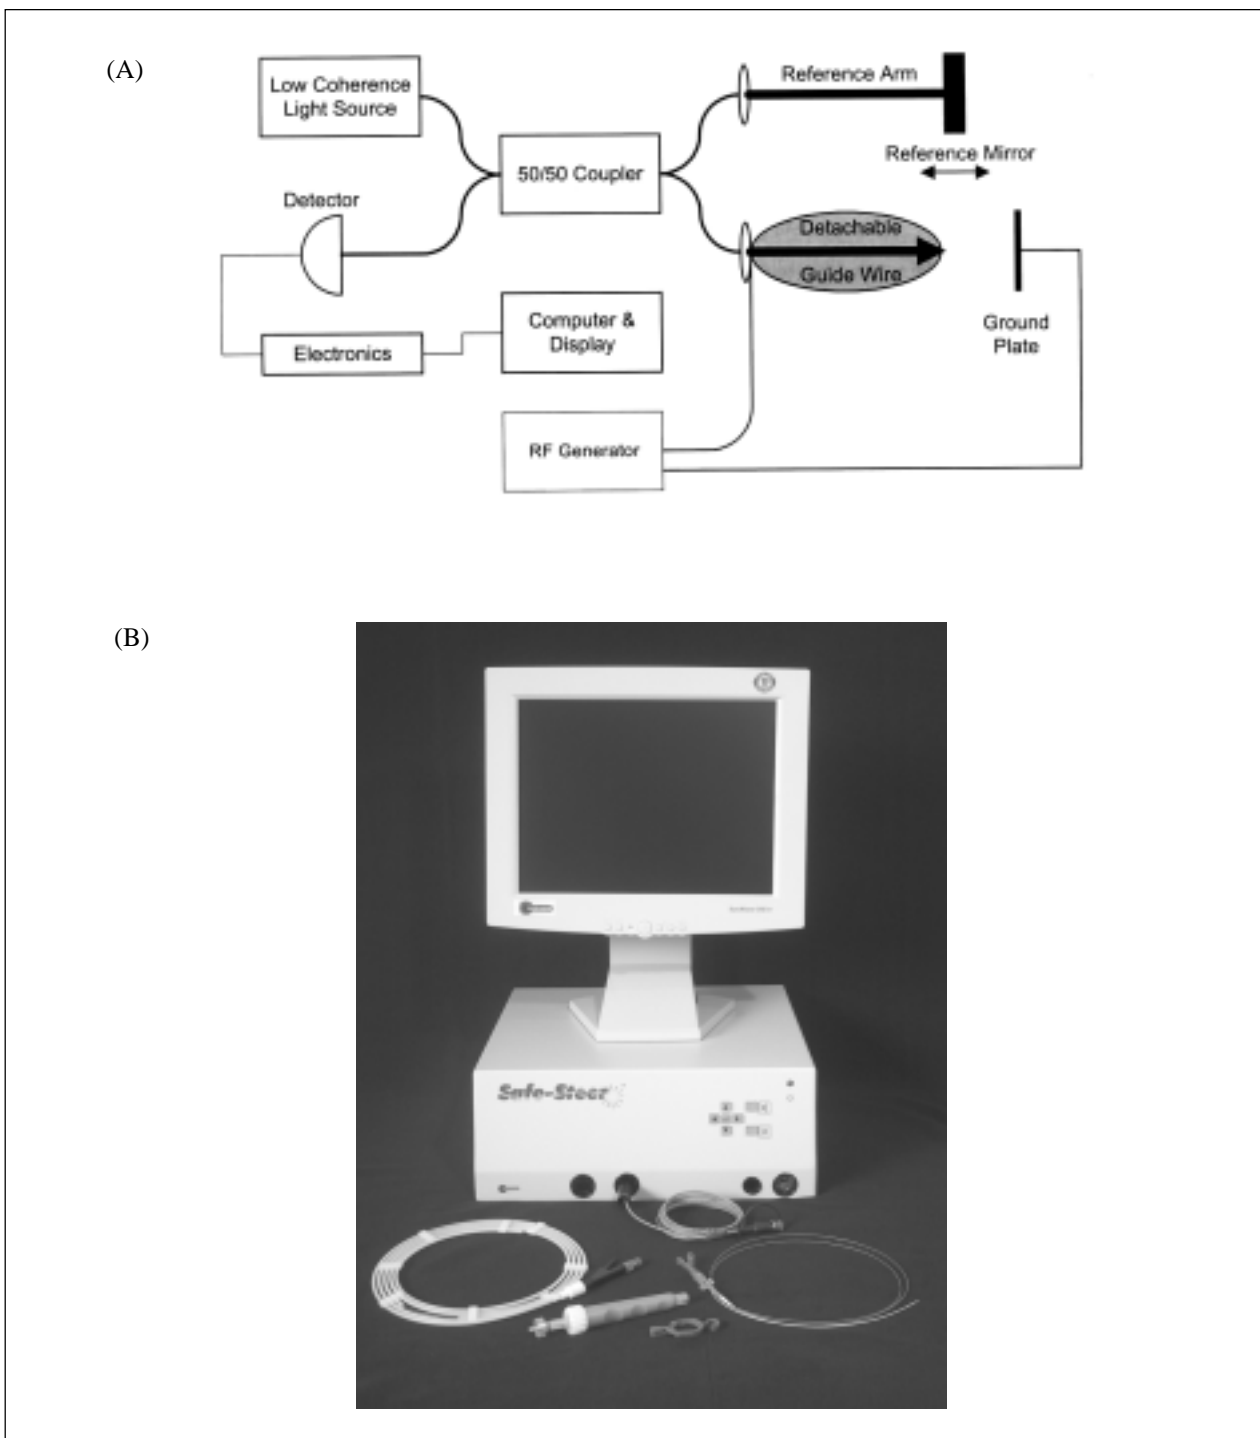 (A)
Low Coherence
Light Source
Reference Arm
Reference Mirror
50/50 Coupler
Detector
Detachable
Guide Wire
Ground
Plate
Computer &
Display
Electronics
RF Generator
(B)
Safe-Steer